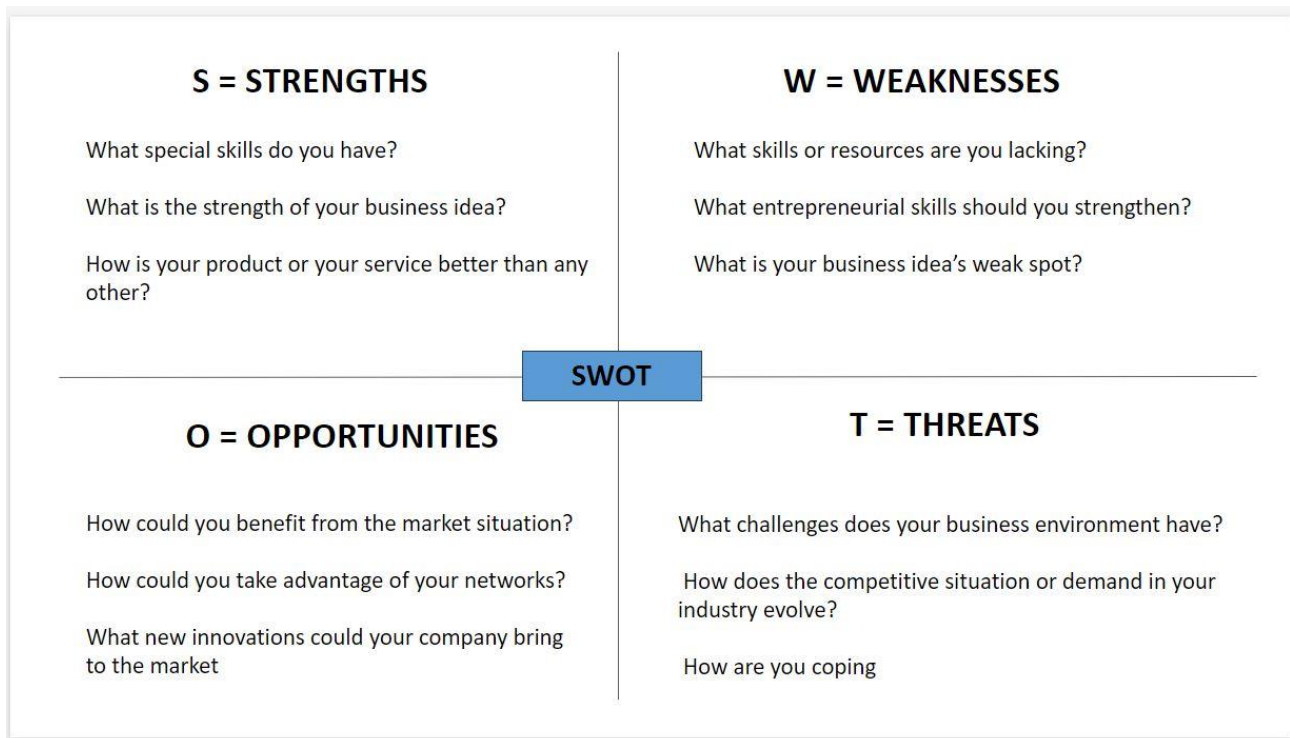 S = STRENGTHS
What special skills do you have?
What is the strength of your business idea?
How is your product or your service better than any
other?
W = WEAKNESSES
What skills or resources are you lacking?
What entrepreneurial skills should you strengthen?
What is your business idea’s weak spot?
SWOT
O = OPPORTUNITIES
How could you benefit from the market situation?
How could you take advantage of your networks?
What new innovations could your company bring
to the market
T = THREATS
What challenges does your business environment have?
How does the competitive situation or demand in your
industry evolve?
How are you coping